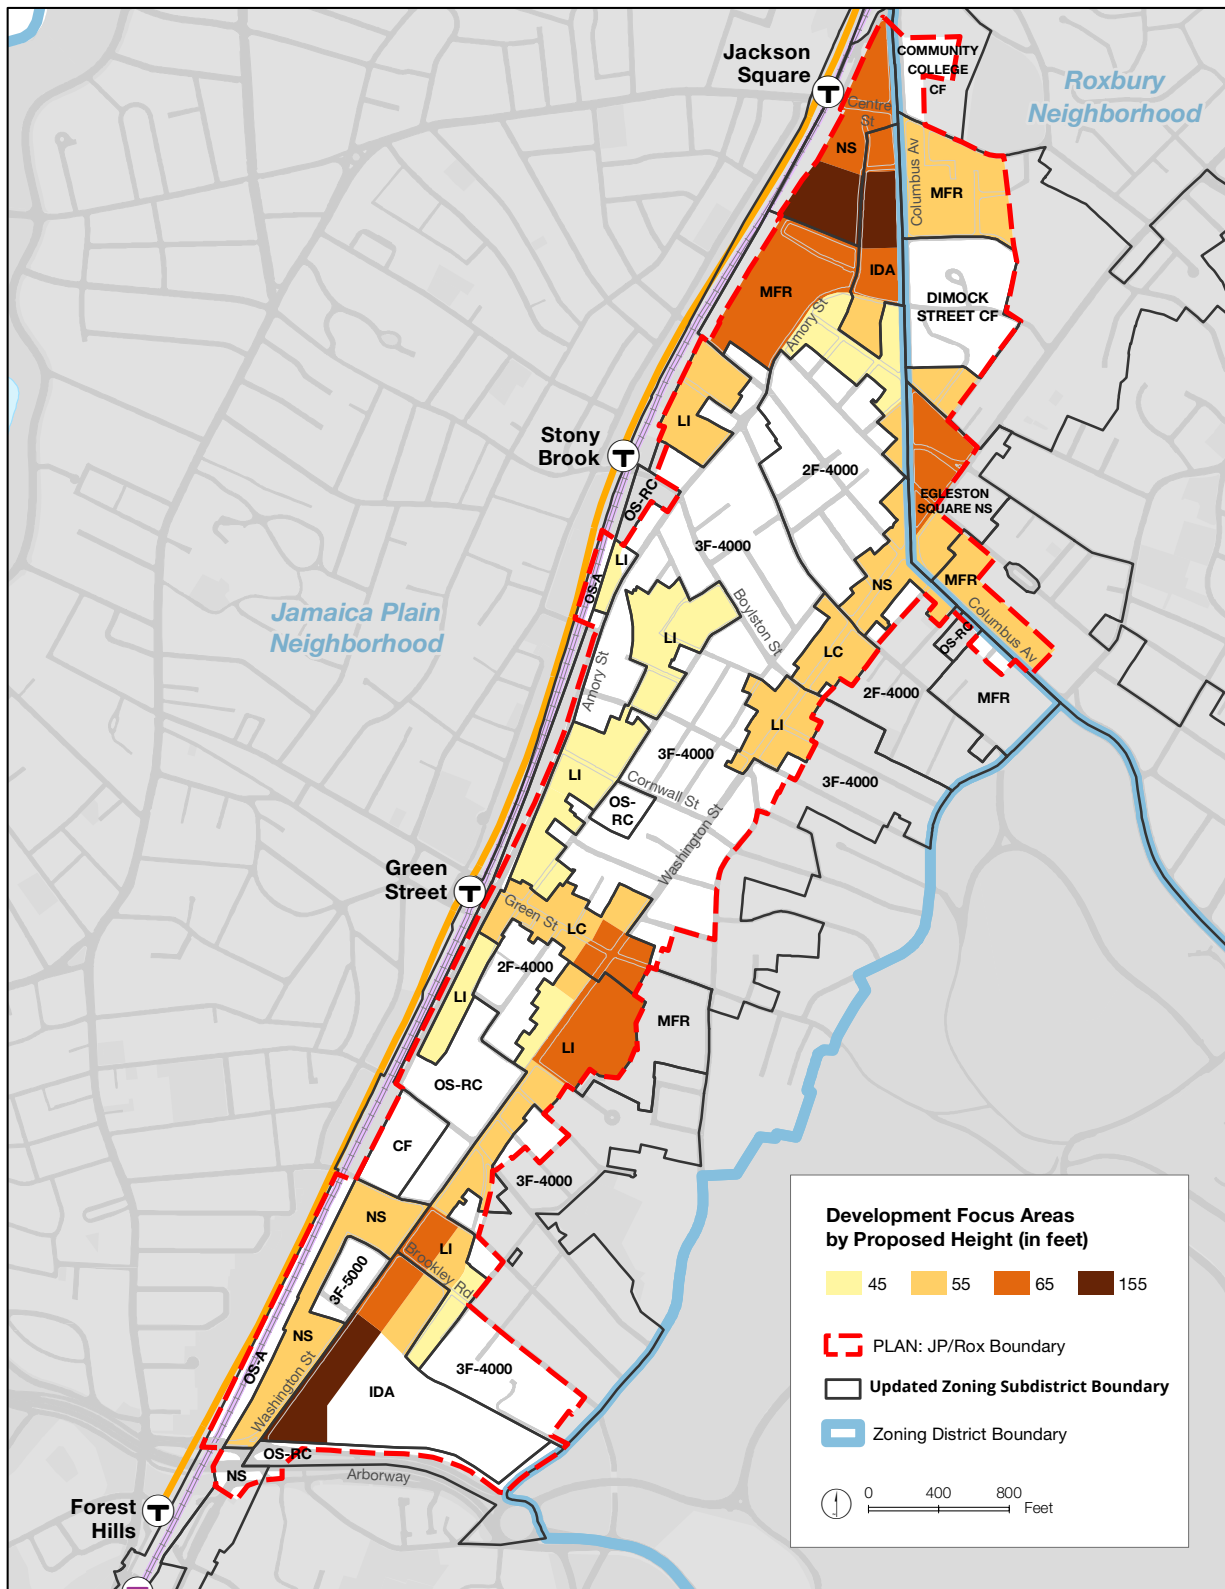 Jackson
Square
T
COMMUNITY
COLLEGE
CF
Roxbury
Neighborhood
Centre
St
NS
Columbus Av
MFR
IDA
MFR
DIMOCK
STREET CF
Amory St
LI
Stony
Brook
T
2F-4000
OS-RC
EGLESTON
SQUARE NS
3F-4000
LI
OS-A
NS
MFR
Jamaica Plain
Neighborhood
Boylston St
Columbus Av
LI
OS-RC
LC
Amory St
2F-4000
MFR
LI
3F-4000
3F-4000
LI
Cornwall St
OS-
RC
Washington St
Green
Street
T
Green St
LC
2F-4000
LI
MFR
LI
OS-RC
CF
3F-4000
NS
LI
Brookley Rd
3F-5000
NS
3F-4000
OS-A
Washington St
IDA
OS-RC
NS
Arborway
Forest
Hills
T
Development Focus Areas
by Proposed Height (in feet)
45 55 65 155
PLAN: JP/Rox Boundary
Updated Zoning Subdistrict Boundary
Zoning District Boundary
0 400 800
Feet